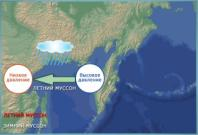 Низкое
давление
Высокое
давление
ЛЕТНИЙ МУССОН
ЛЕТНИЙ МУССОН
ЗИМНИЙ МУССОН